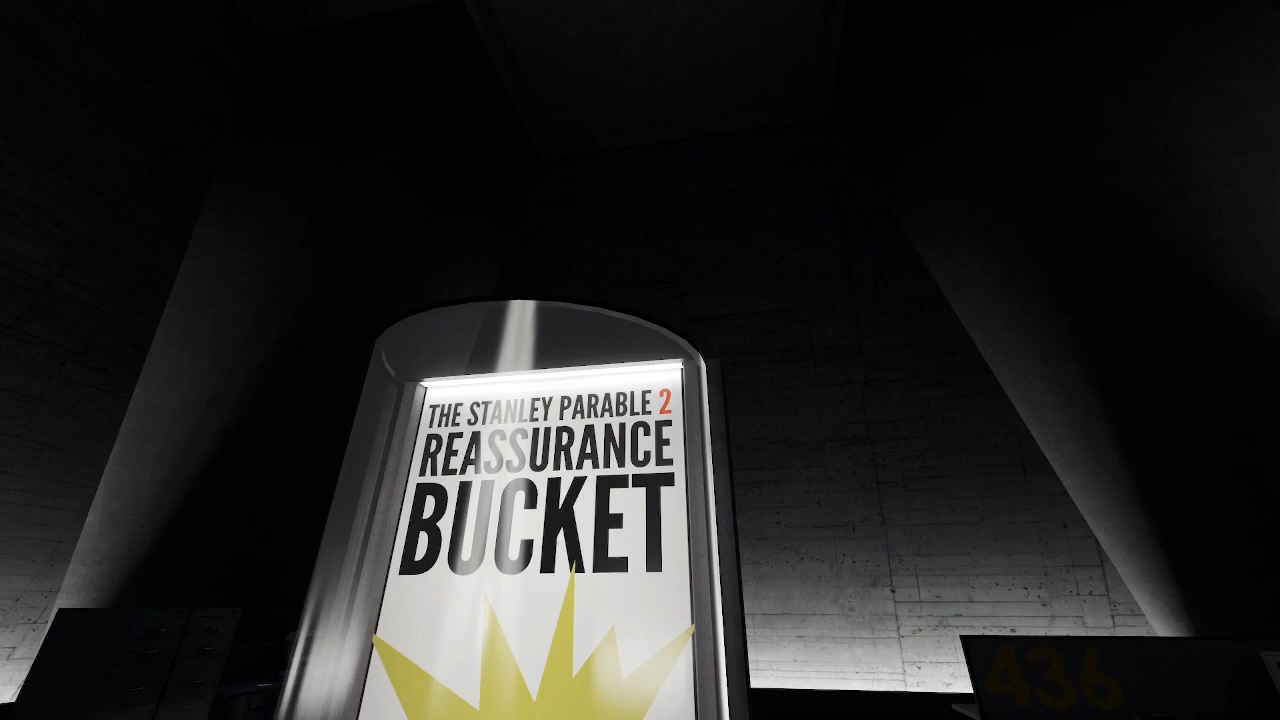 THE STANLEY PARABLE 2
REASSURANCE
BUCKET
436